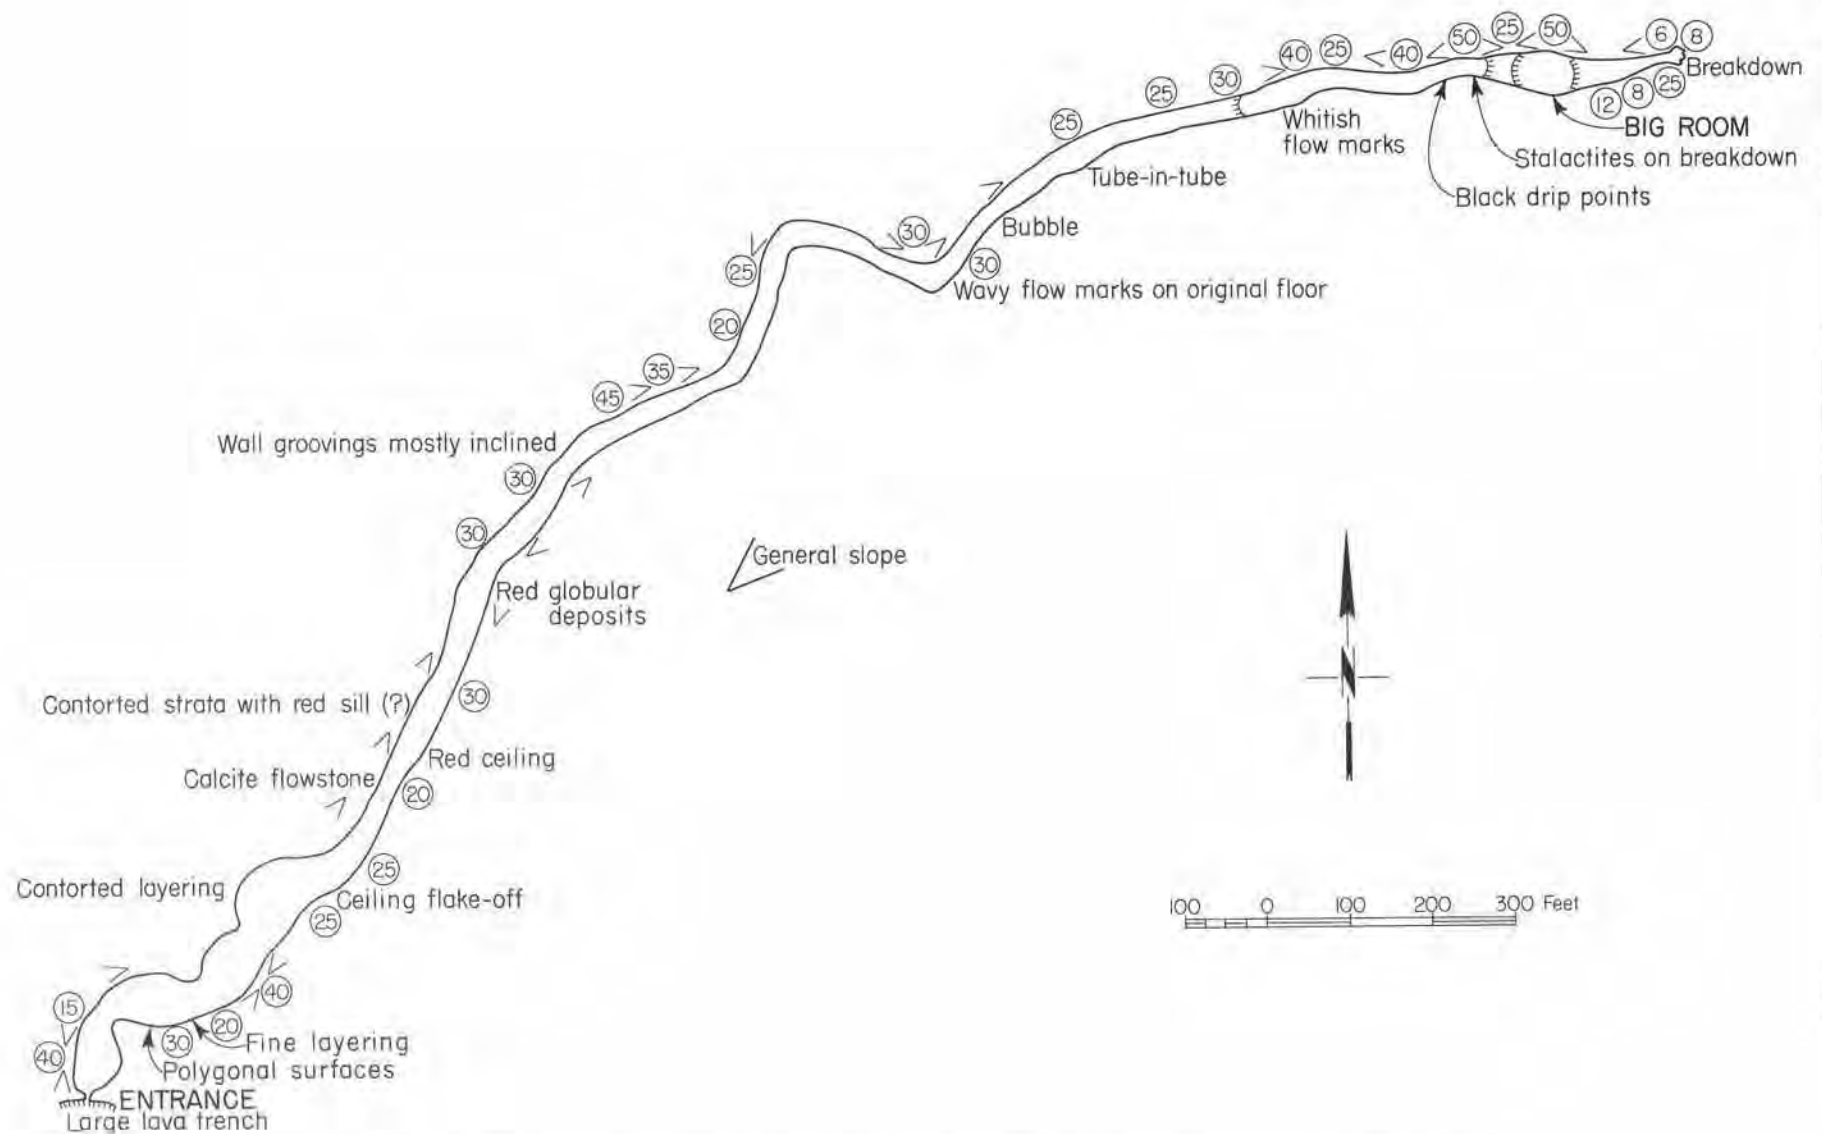 25
50
50
6
8
40
25
40
Breakdown
30
25
8
25
12
Whitish
flow marks
BIG ROOM
25
Stalactites on breakdown
Tube-in-tube
Black drip points
30
Bubble
25
30
Wavy flow marks on original floor
20
35
45
Wall groovings mostly inclined
30
30
General slope
Red globular
deposits
N
30
Contorted strata with red sill (?)
Red ceiling
Calcite flowstone
20
25
Contorted layering
Ceiling flake-off
25
100 0 100 200 300 Feet
40
15
20
30
Fine layering
40
Polygonal surfaces
ENTRANCE
Large lava trench